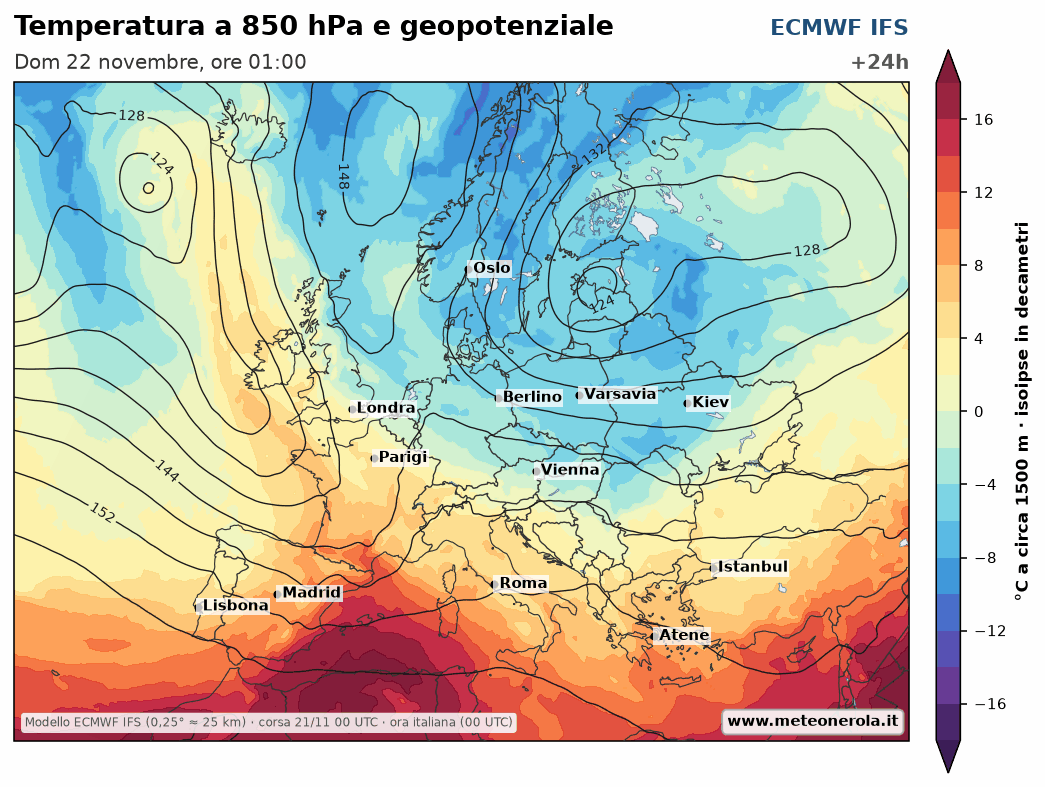 Temperatura a 850 hPa e geopotenziale
ECMWF IFS
Dom 22 novembre, ore 01:00
+24h
128
124
148
132
128
124
144
152
Oslo
Berlino
Varsavia
Kiev
Londra
Parigi
Vienna
Istanbul
Roma
Madrid
Lisbona
Atene
16
12
8
4
0
−4
−8
−12
−16
°C a circa 1500 m · isoipse in decametri
Modello ECMWF IFS (0,25° ≈ 25 km) · corsa 21/11 00 UTC · ora italiana (00 UTC)
www.meteonerola.it